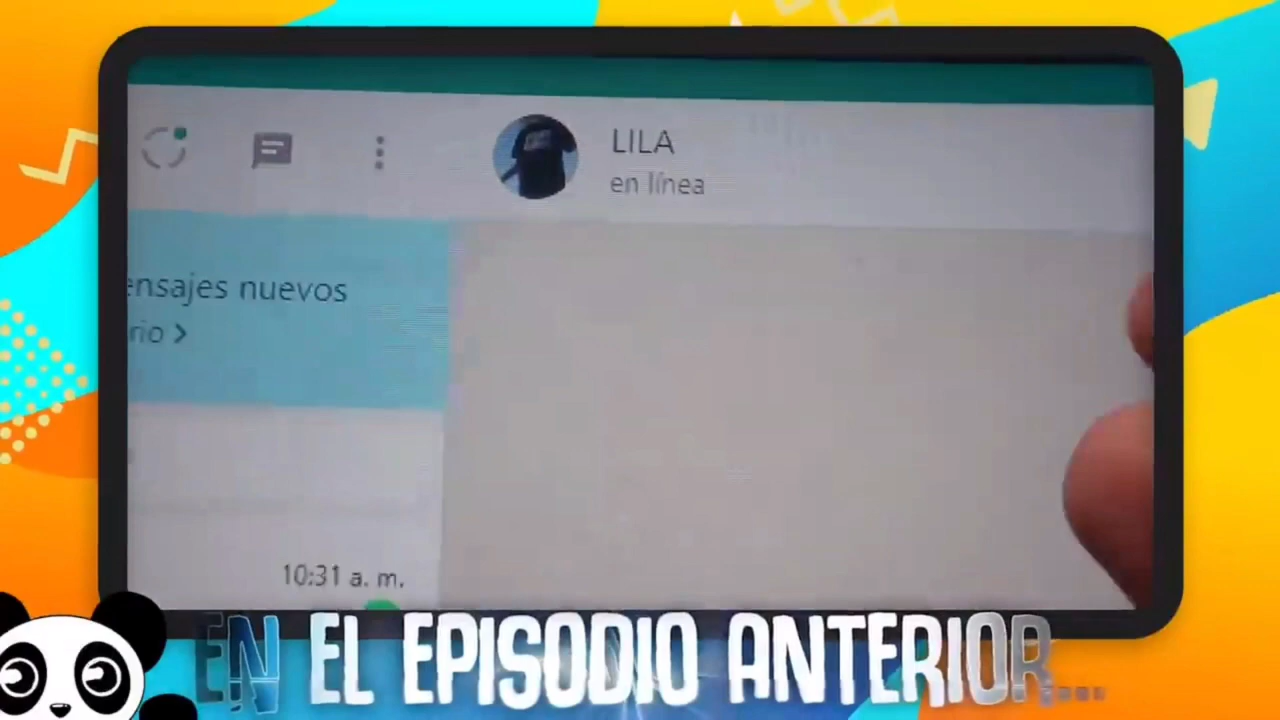 LILA
en línea
ensajes nuevos
rio >
10:31 a. m.
EN EL EPISODIO ANTERIOR...